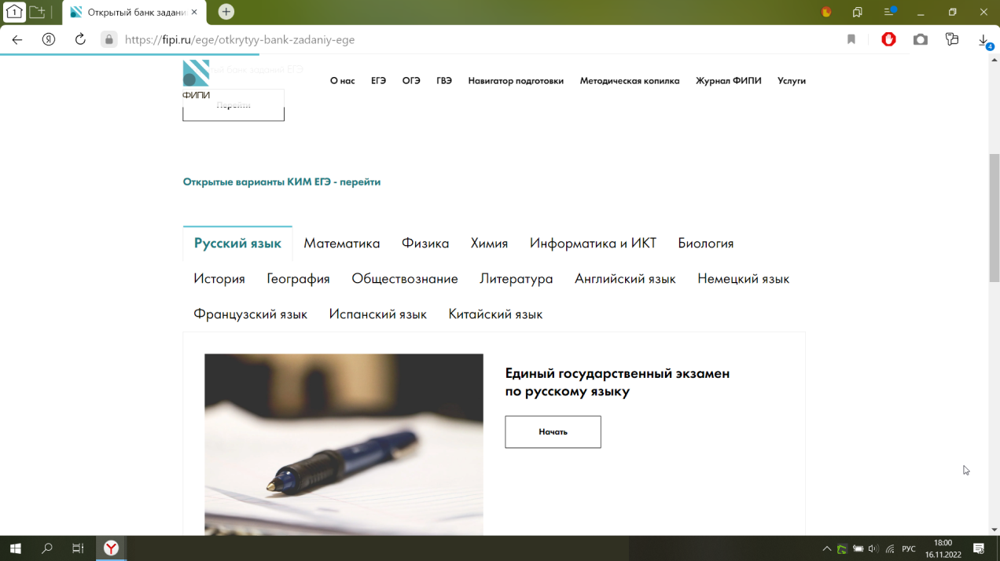 Открытый банк заданий
https://fipi.ru/ege/otkrytyy-bank-zadaniy-ege
4
банк заданий ЕГЭ
ФИПИ
О нас ЕГЭ ОГЭ ГВЭ Навигатор подготовки Методическая копилка Журнал ФИПИ Услуги
Перейти
Открытые варианты КИМ ЕГЭ - перейти
Русский язык Математика Физика Химия Информатика и ИКТ Биология
История География Обществознание Литература Английский язык Немецкий язык
Французский язык Испанский язык Китайский язык
Единый государственный экзамен
по русскому языку
Начать
РУС
18:00
16.11.2022